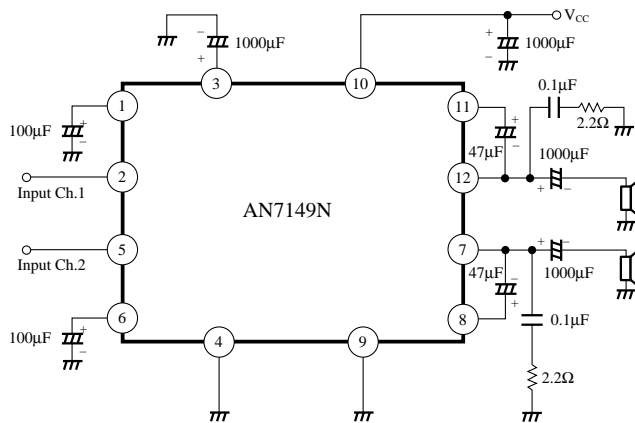 V_CC
− 1000μF
+
+ 1000μF
−
3
10
0.1μF
2.2Ω
1
11
100μF
+
−
+
47μF
−
1000μF
2
12
+ −
Input Ch.1
AN7149N
5
7
+ −
Input Ch.2
47μF
−
+
1000μF
6
8
100μF
+
−
0.1μF
4
9
2.2Ω